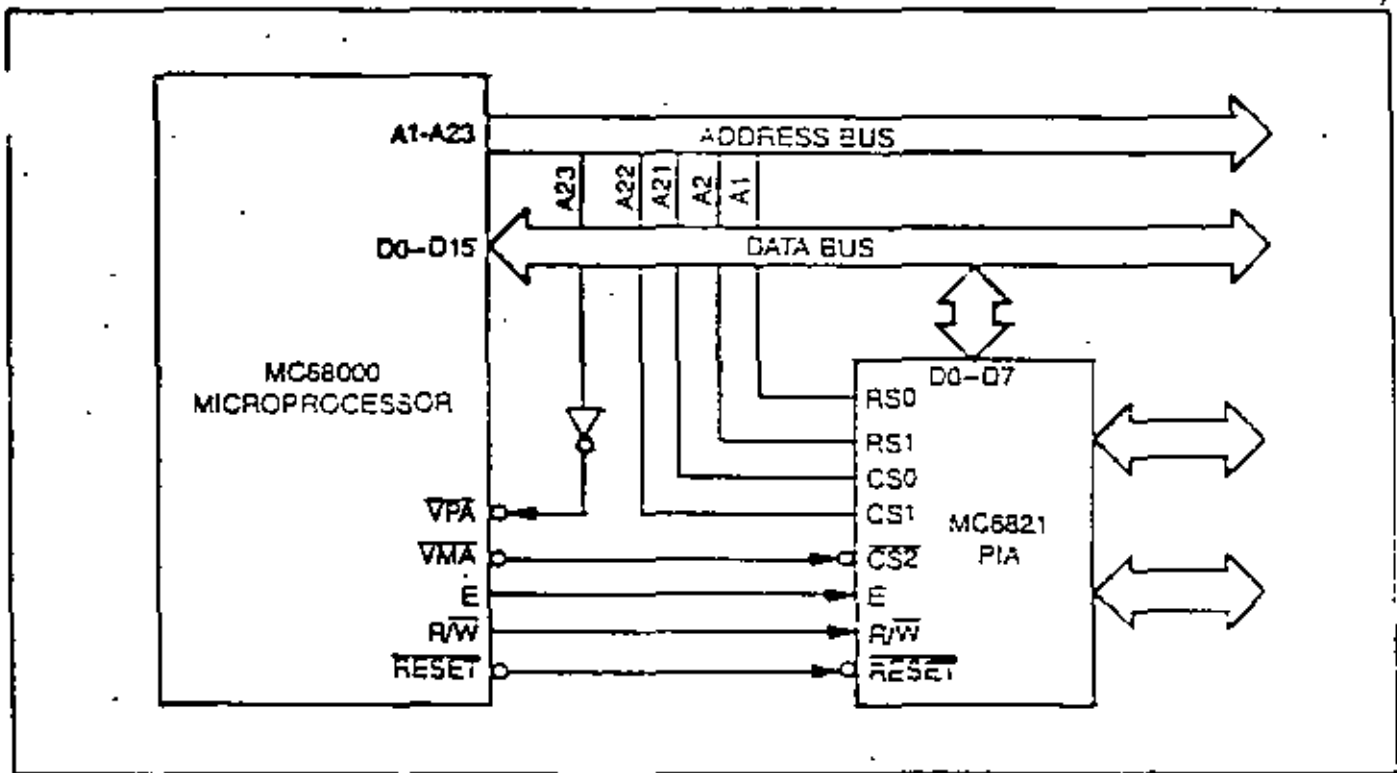 A1-A23
ADDRESS BUS
A23
A22
A21
A2
A1
D0–D15
DATA BUS
MC68000
MICROPROCESSOR
D0–D7
RS0
RS1
CS0
CS1
MC6821
PIA
VPA
VMA
CS2
E
E
R/W
R/W
RESET
RESET